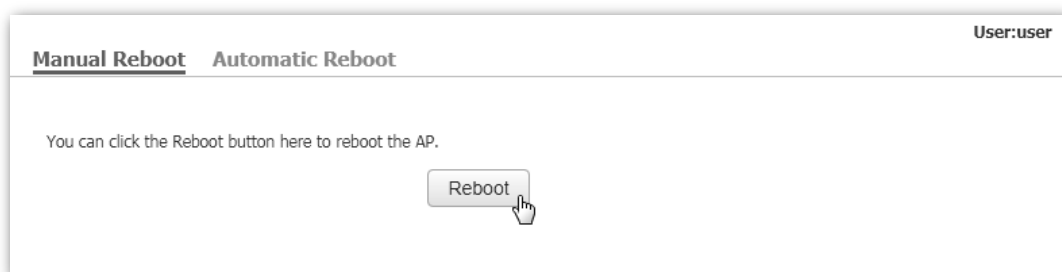 User:user
Manual Reboot Automatic Reboot
You can click the Reboot button here to reboot the AP.
Reboot